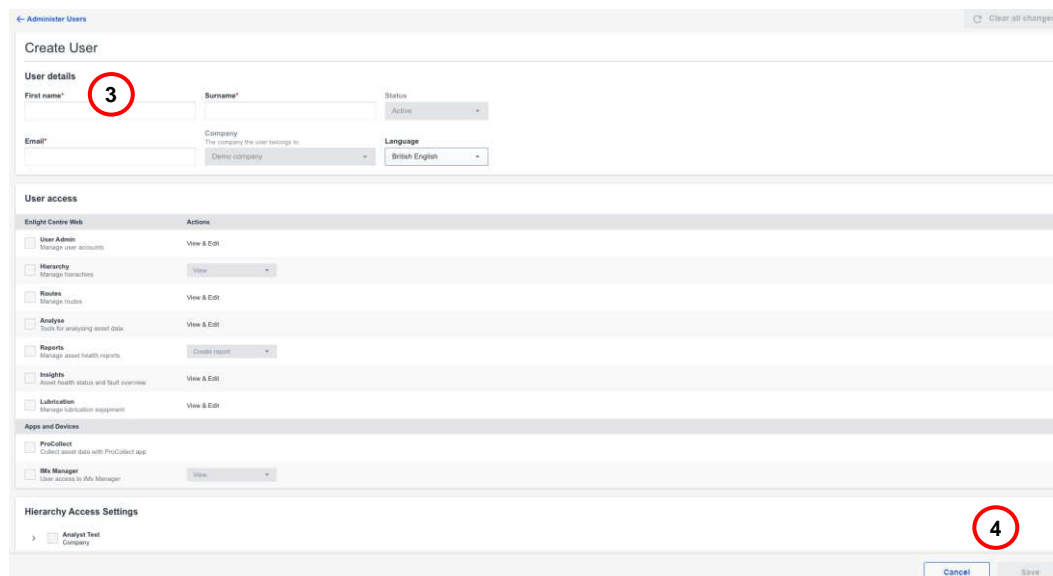 ← Administer Users
Clear all changes
Create User
User details
First name*
3
Surname*
Status
Active
Email*
Company
The company the user belongs to
Demo company
Language
British English
User access
Enlight Centre Web Actions
User Admin
Manage user accounts
View & Edit
Hierarchy
Manage hierarchies
View
Routes
Manage routes
View & Edit
Analyse
Tools for analysing asset data
View & Edit
Reports
Manage asset health reports
Create report
Insights
Asset health status and fault overview
View & Edit
Lubrication
Manage lubrication equipment
View & Edit
Apps and Devices
ProCollect
Collect asset data with ProCollect app
IMx Manager
User access to IMx Manager
View
Hierarchy Access Settings
Analyst Test
Company
4
Cancel Save